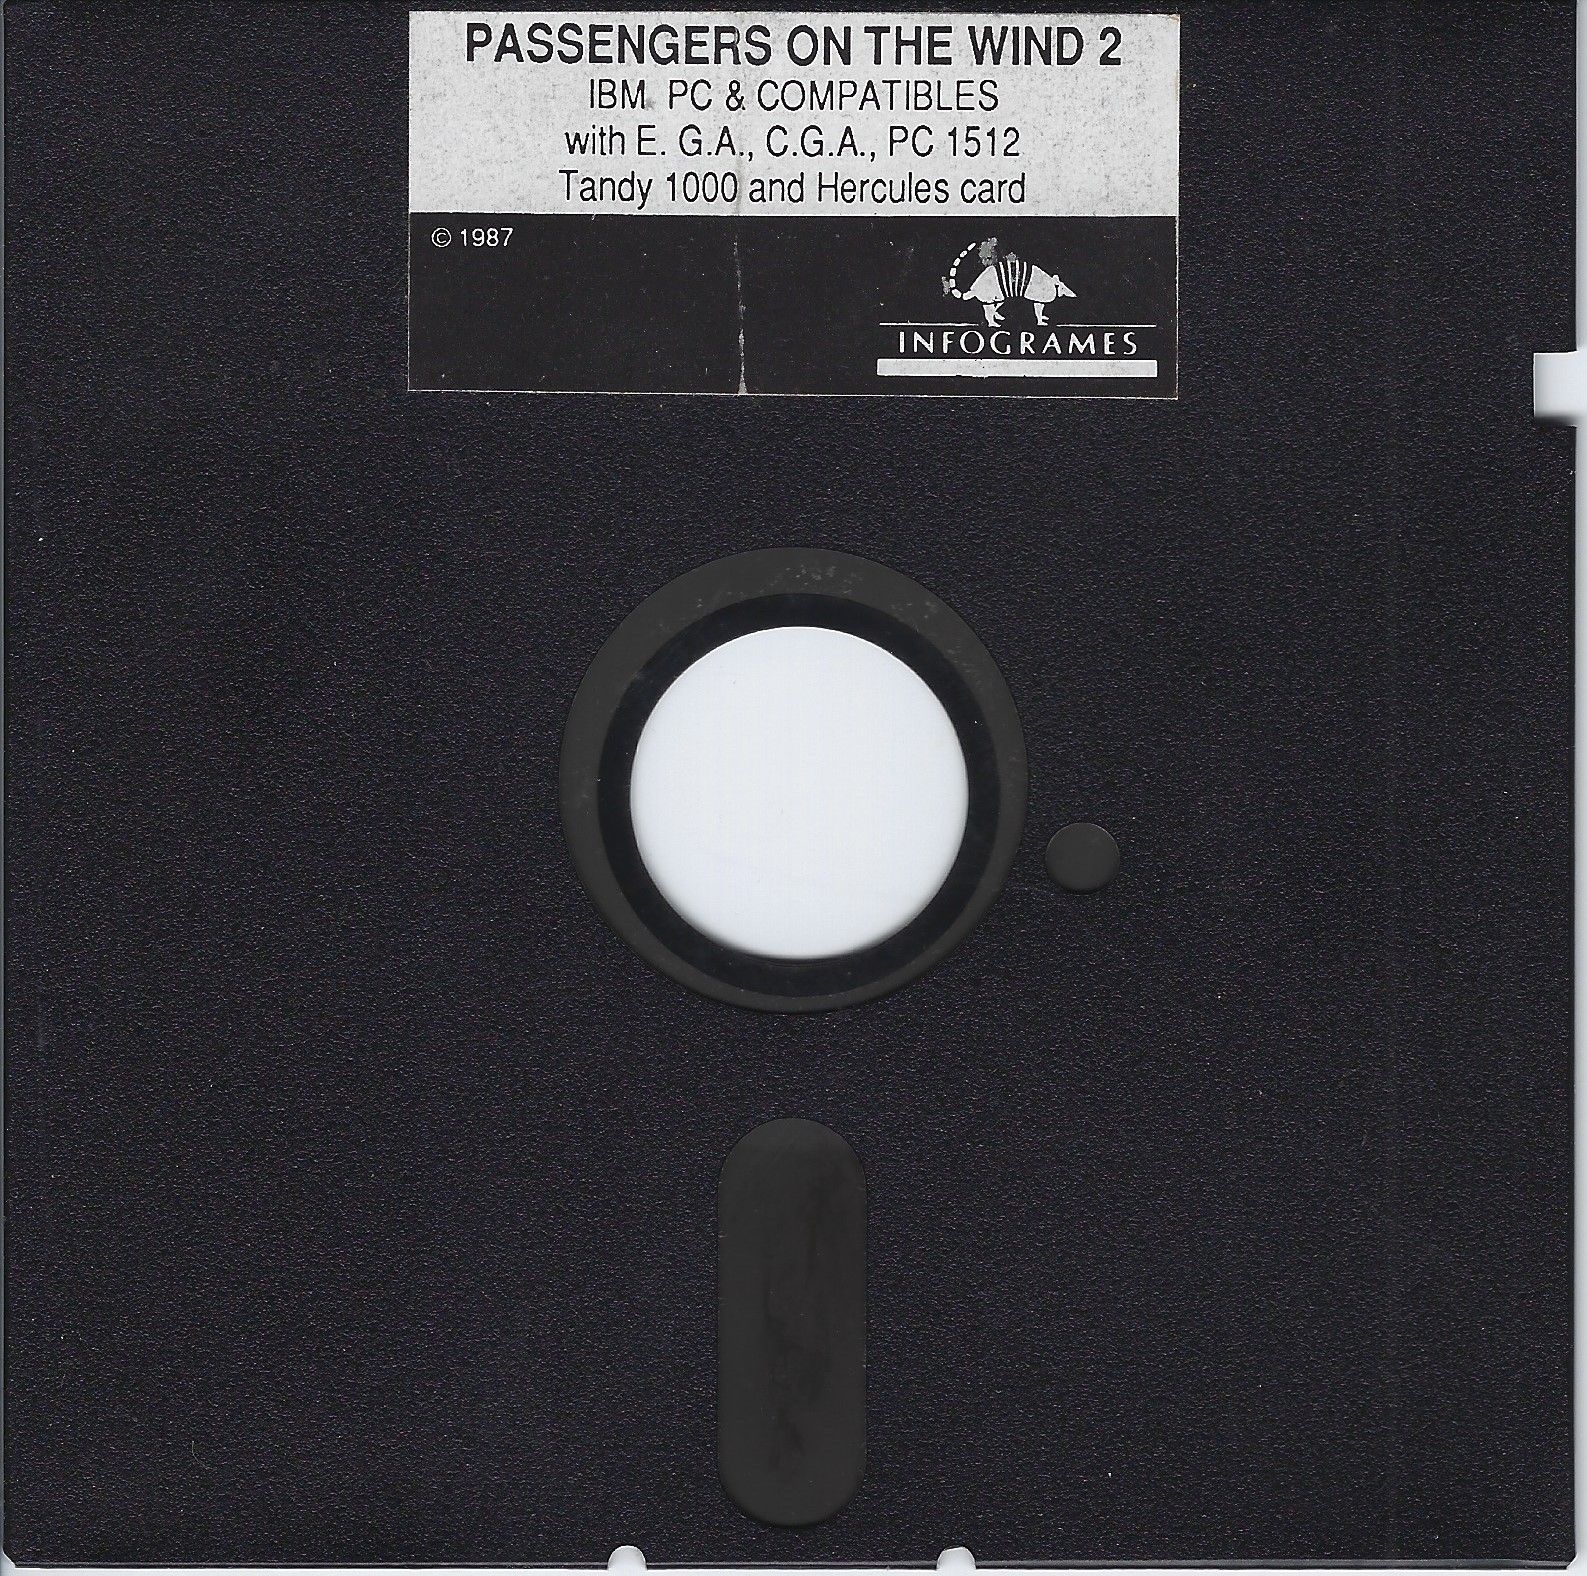 PASSENGERS ON THE WIND 2
IBM PC & COMPATIBLES
with E. G.A., C.G.A., PC 1512
Tandy 1000 and Hercules card
© 1987
INFOGRAMES